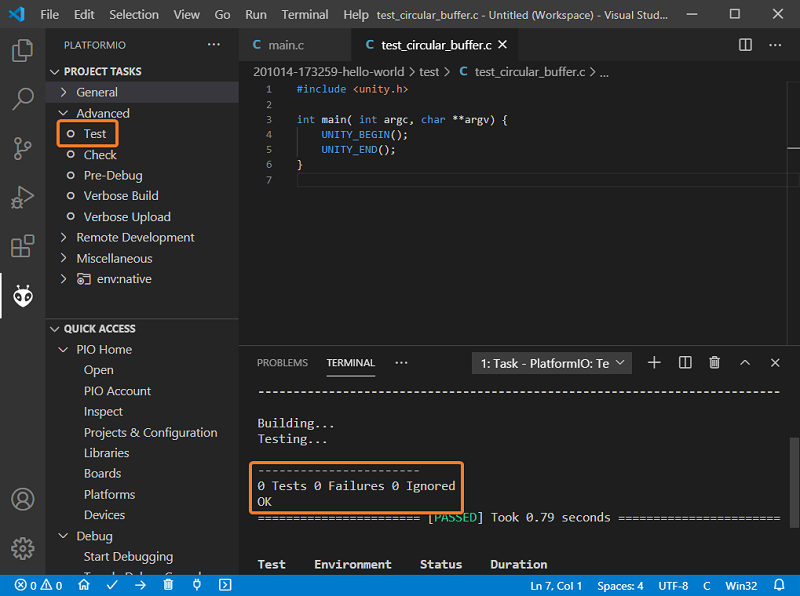 File Edit Selection View Go Run Terminal Help test_circular_buffer.c - Untitled (Workspace) - Visual Stud...
PLATFORMIO ...
PROJECT TASKS
General
Advanced
Test
Check
Pre-Debug
Verbose Build
Verbose Upload
Remote Development
Miscellaneous
env:native
QUICK ACCESS
PIO Home
Open
PIO Account
Inspect
Projects & Configuration
Libraries
Boards
Platforms
Devices
Debug
Start Debugging
C main.c C test_circular_buffer.c
201014-173259-hello-world > test > C test_circular_buffer.c > ...
1 #include <unity.h>
2
3 int main( int argc, char **argv) {
4 UNITY_BEGIN();
5 UNITY_END();
6 }
7
PROBLEMS TERMINAL ... 1: Task - PlatformIO: Te
--------------------------------------------------------------------
Building...
Testing...
-----------------------
0 Tests 0 Failures 0 Ignored
OK
======================= [PASSED] Took 0.79 seconds =======================
Test Environment Status Duration
0 0 Ln 7, Col 1 Spaces: 4 UTF-8 C Win32